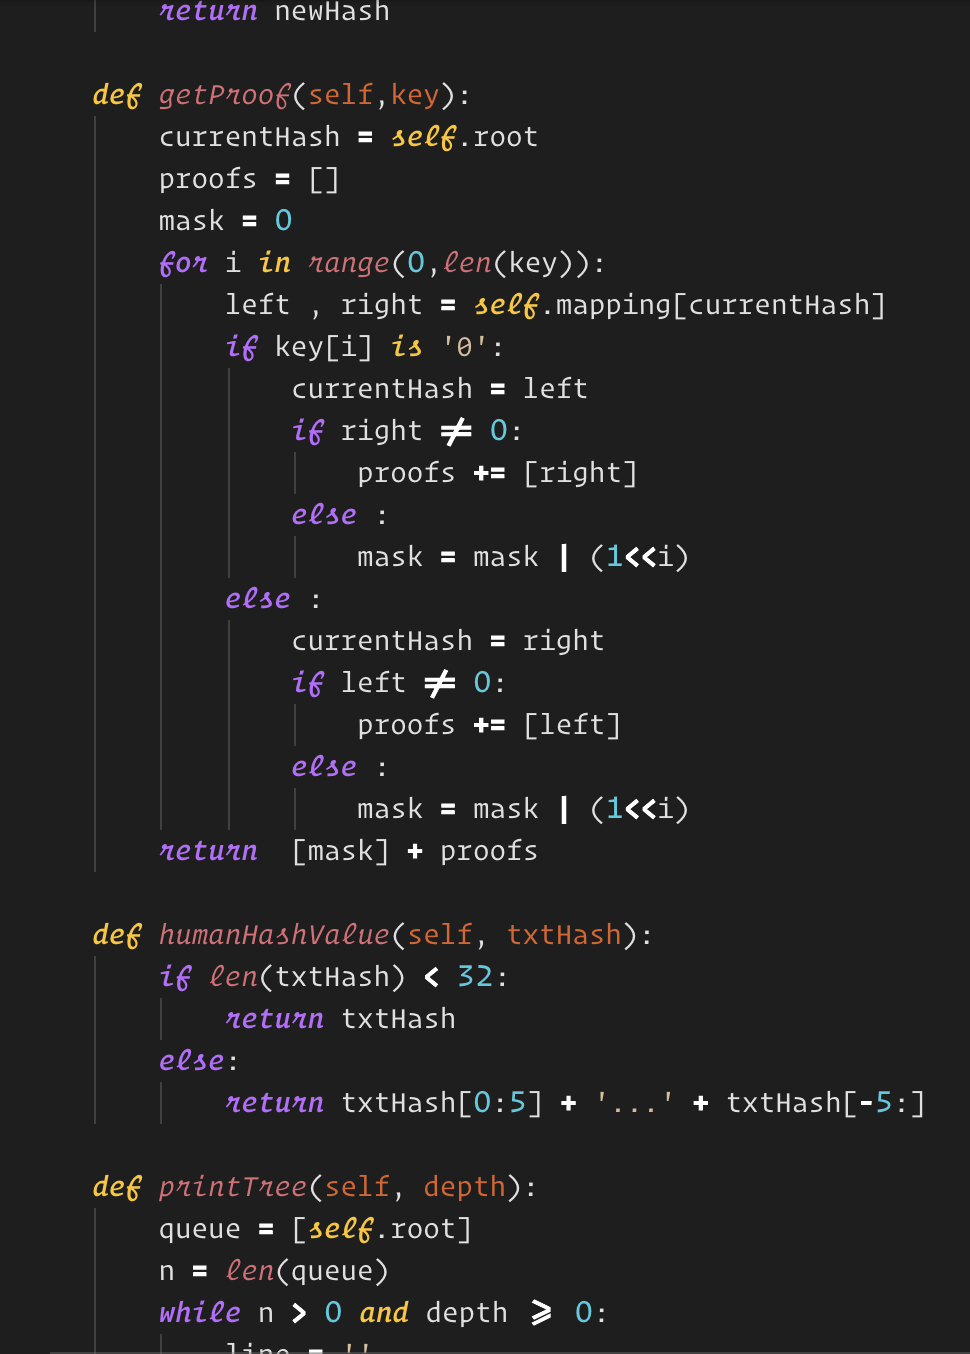 return newHash
def getProof(self,key):
currentHash = self.root
proofs = []
mask = 0
for i in range(0,len(key)):
left , right = self.mapping[currentHash]
if key[i] is '0':
currentHash = left
if right ≠ 0:
proofs += [right]
else :
mask = mask | (1<<i)
else :
currentHash = right
if left ≠ 0:
proofs += [left]
else :
mask = mask | (1<<i)
return  [mask] + proofs
def humanHashValue(self, txtHash):
if len(txtHash) < 32:
return txtHash
else:
return txtHash[0:5] + '...' + txtHash[-5:]
def printTree(self, depth):
queue = [self.root]
n = len(queue)
while n > 0 and depth ⩾ 0:
line = ''